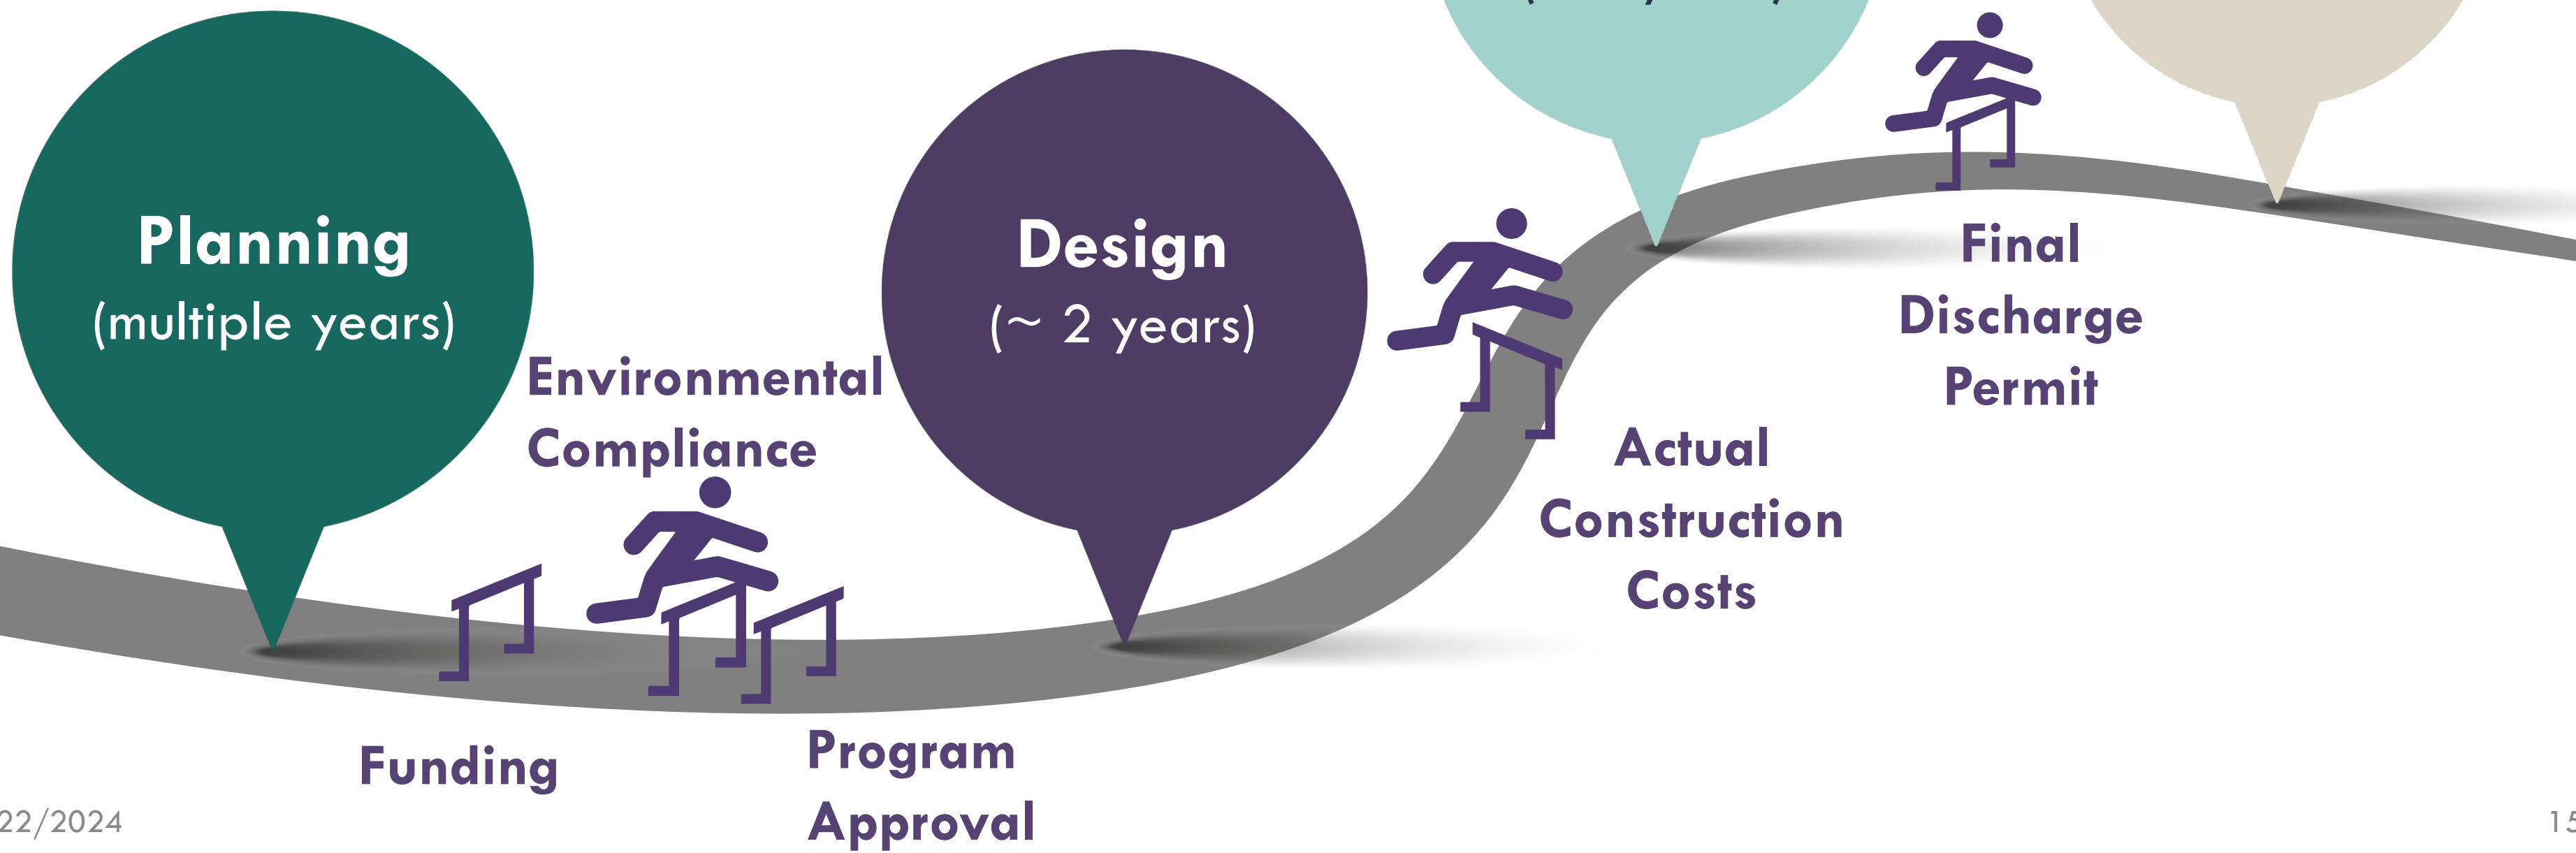 Planning
(multiple years)
Environmental
Compliance
Funding
Program
Approval
Design
(~ 2 years)
Actual
Construction
Costs
Final
Discharge
Permit
22/2024
15